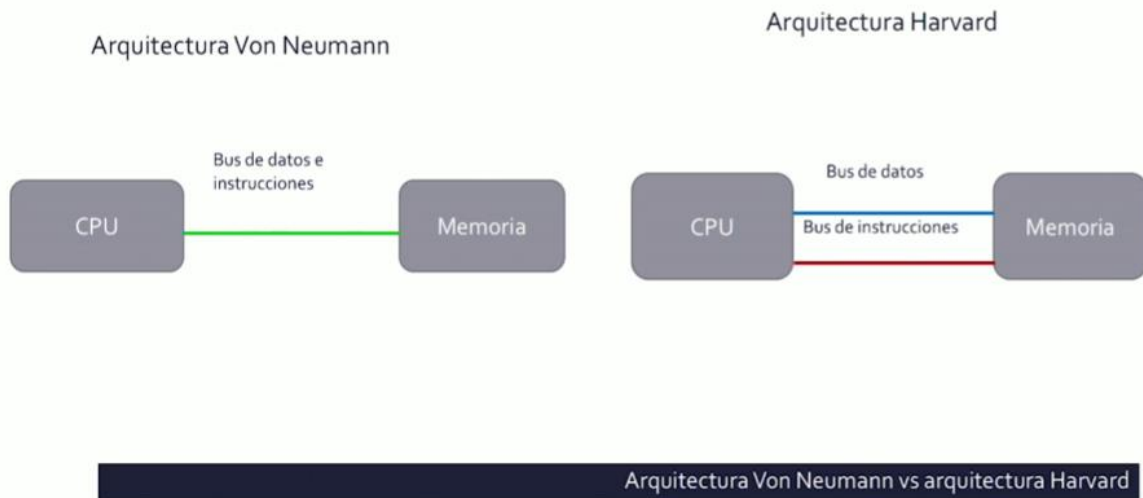 Arquitectura Von Neumann
Bus de datos e
instrucciones
CPU
Memoria
Arquitectura Harvard
Bus de datos
CPU
Bus de instrucciones
Memoria
Arquitectura Von Neumann vs arquitectura Harvard